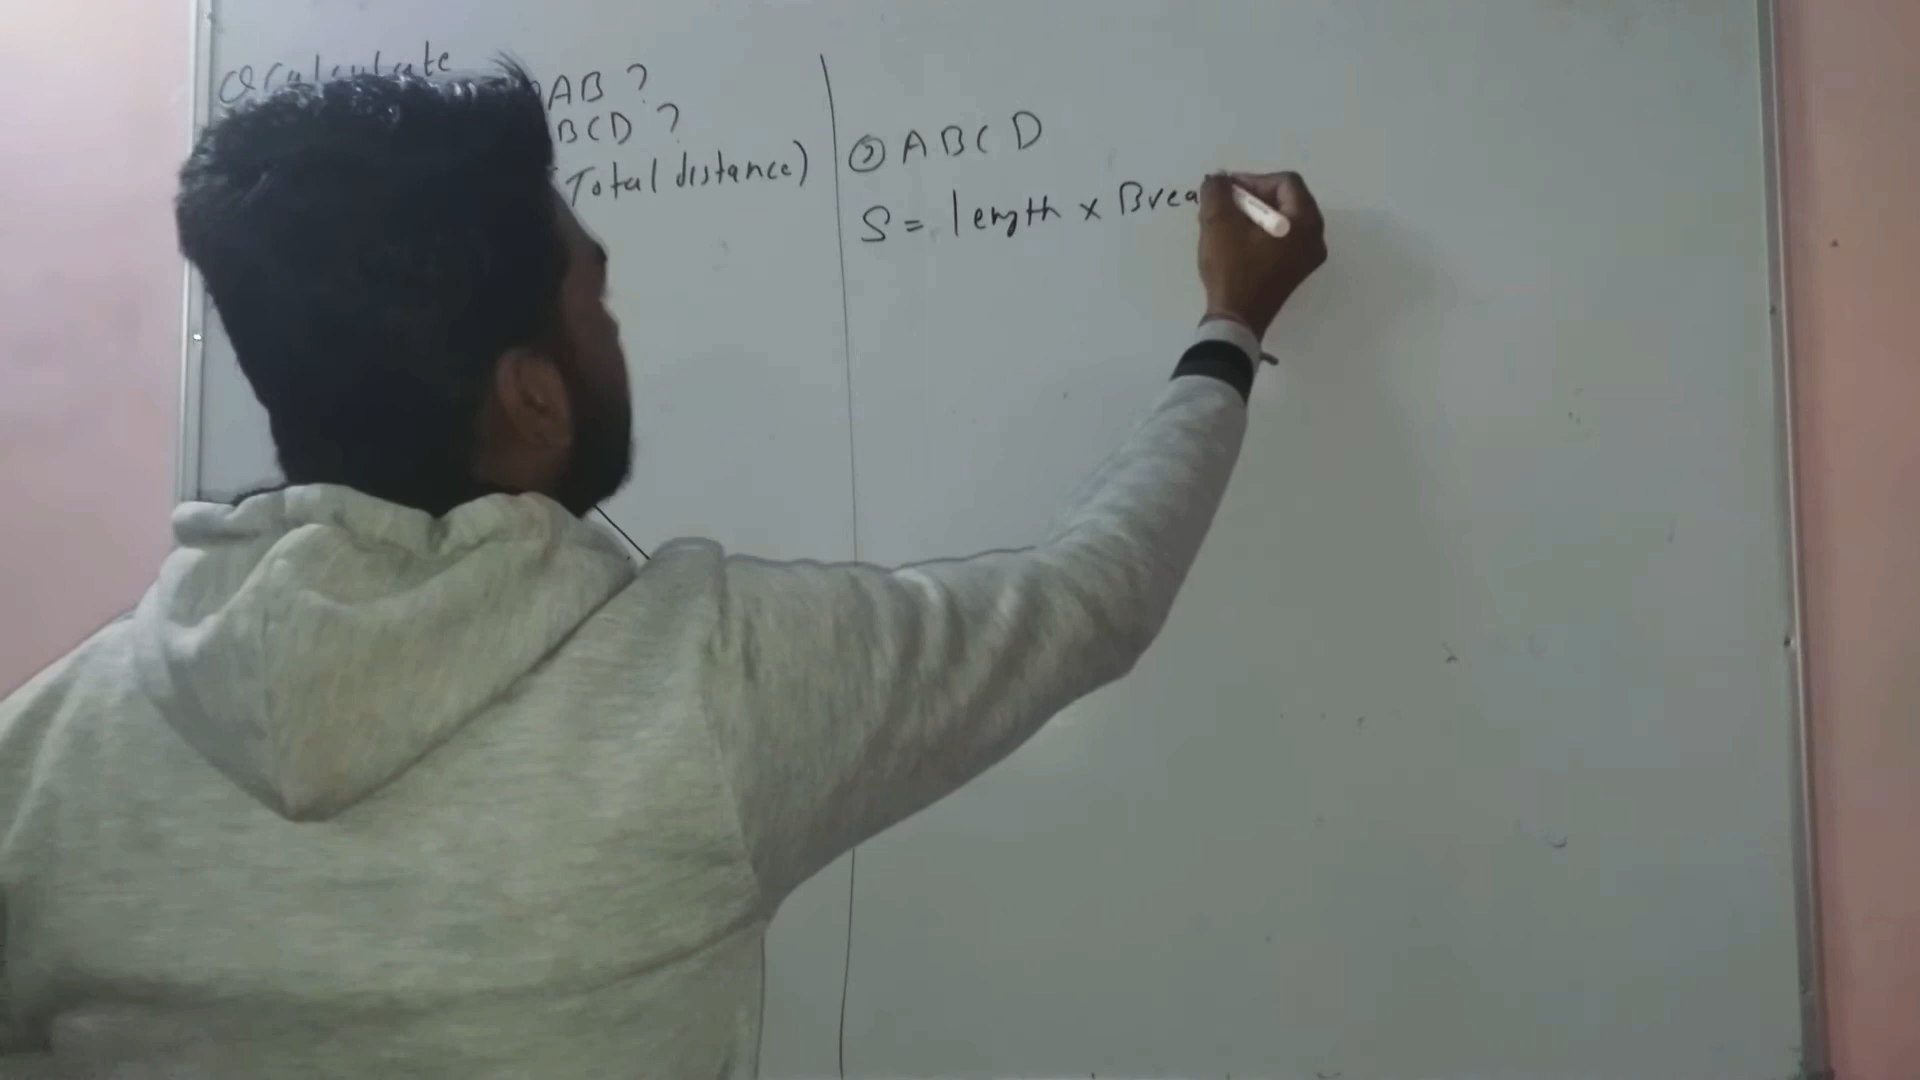 Calculate
AB ?
BCD ?
Total distance)
② ABCD
S = length × Brea